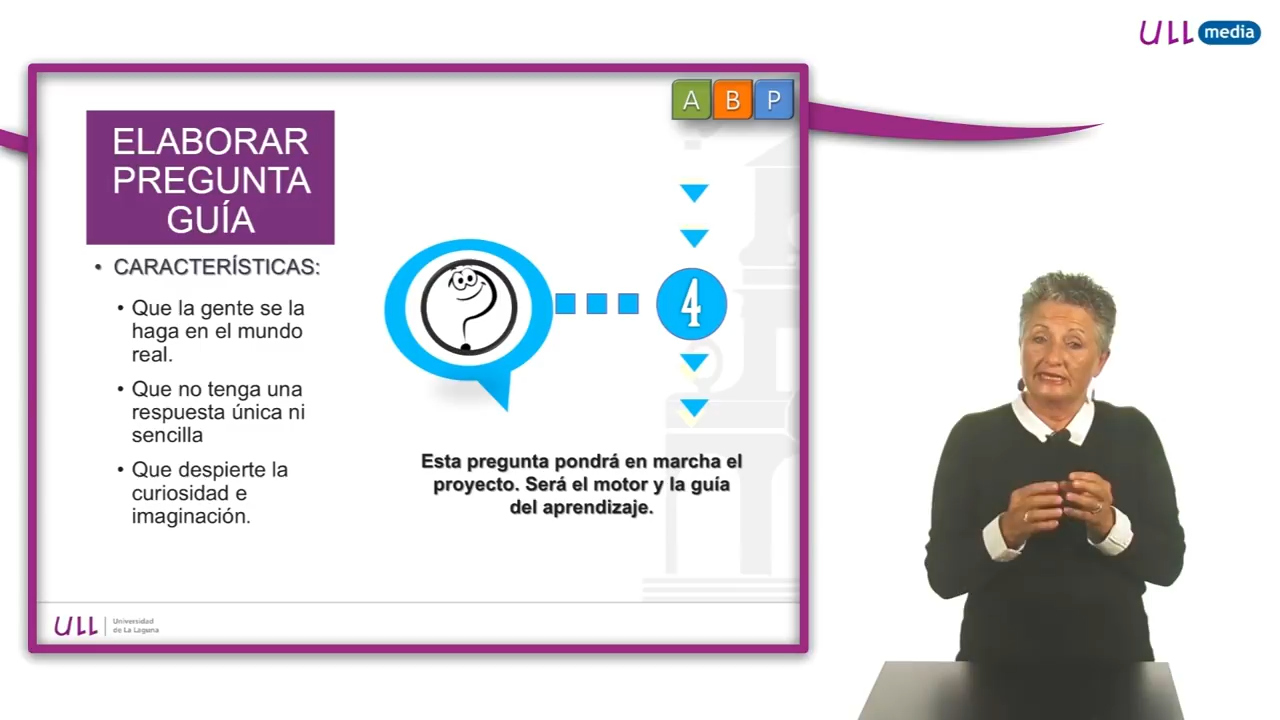 ULL media
A B P
ELABORAR
PREGUNTA
GUÍA
• CARACTERÍSTICAS:
• Que la gente se la
haga en el mundo
real.
• Que no tenga una
respuesta única ni
sencilla
• Que despierte la
curiosidad e
imaginación.
4
Esta pregunta pondrá en marcha el
proyecto. Será el motor y la guía
del aprendizaje.
ULL
Universidad
de La Laguna